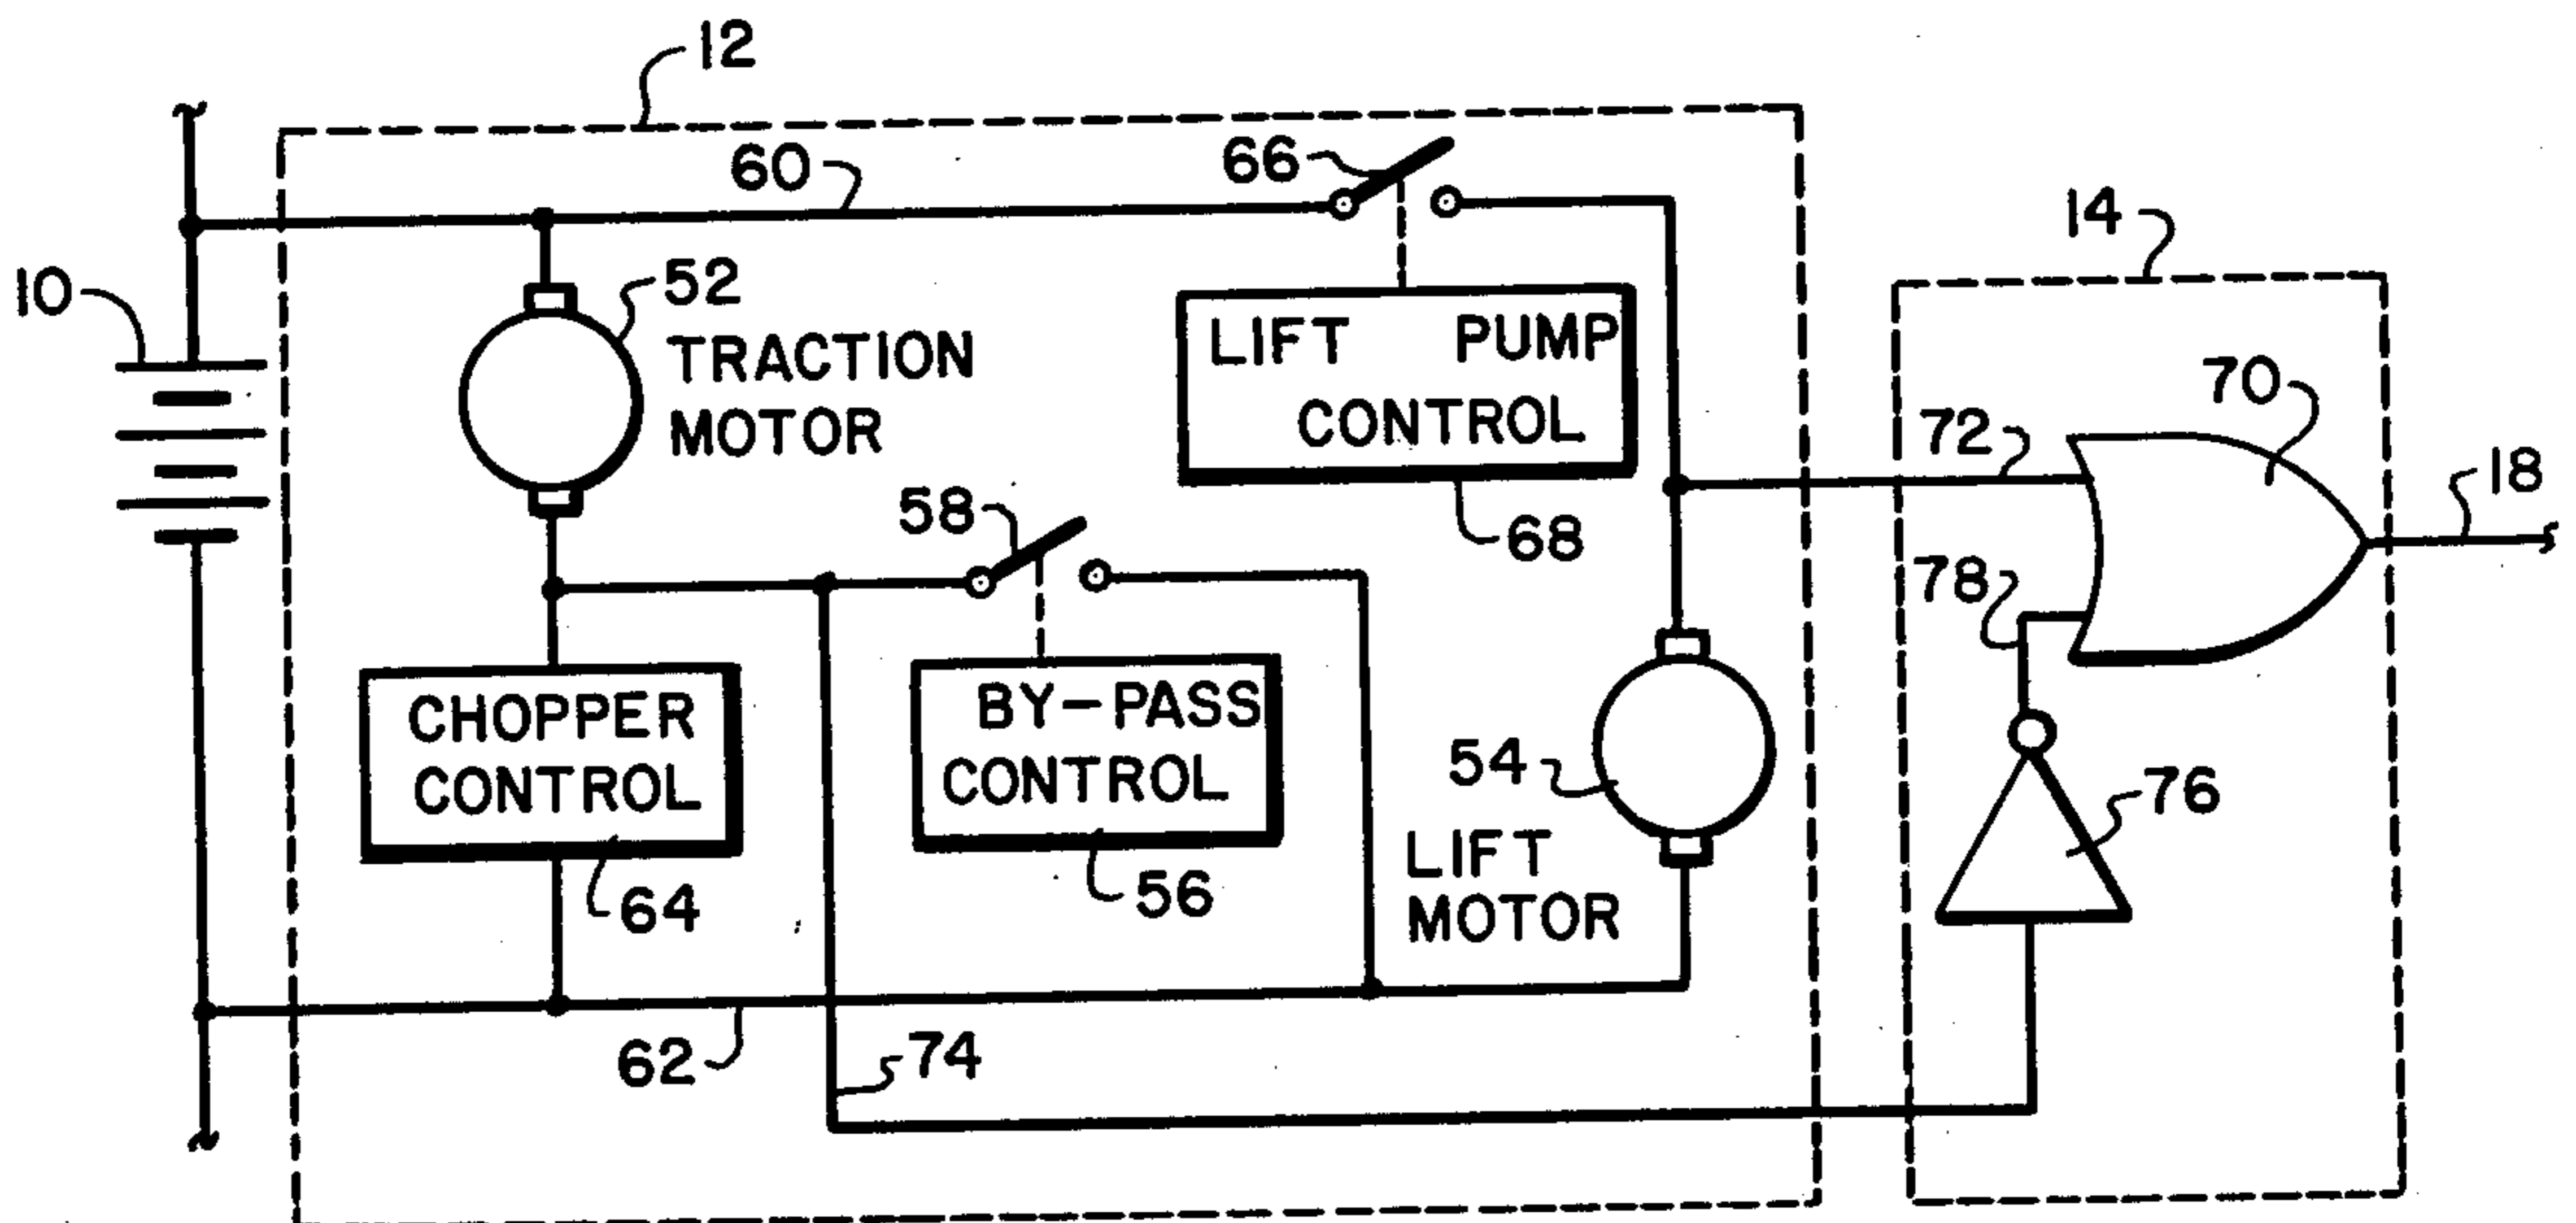 12
60
66
14
10
52
TRACTION
MOTOR
LIFT PUMP
CONTROL
70
72
18
58
68
78
CHOPPER
CONTROL
BY-PASS
CONTROL
54
76
LIFT
MOTOR
64
56
62
74